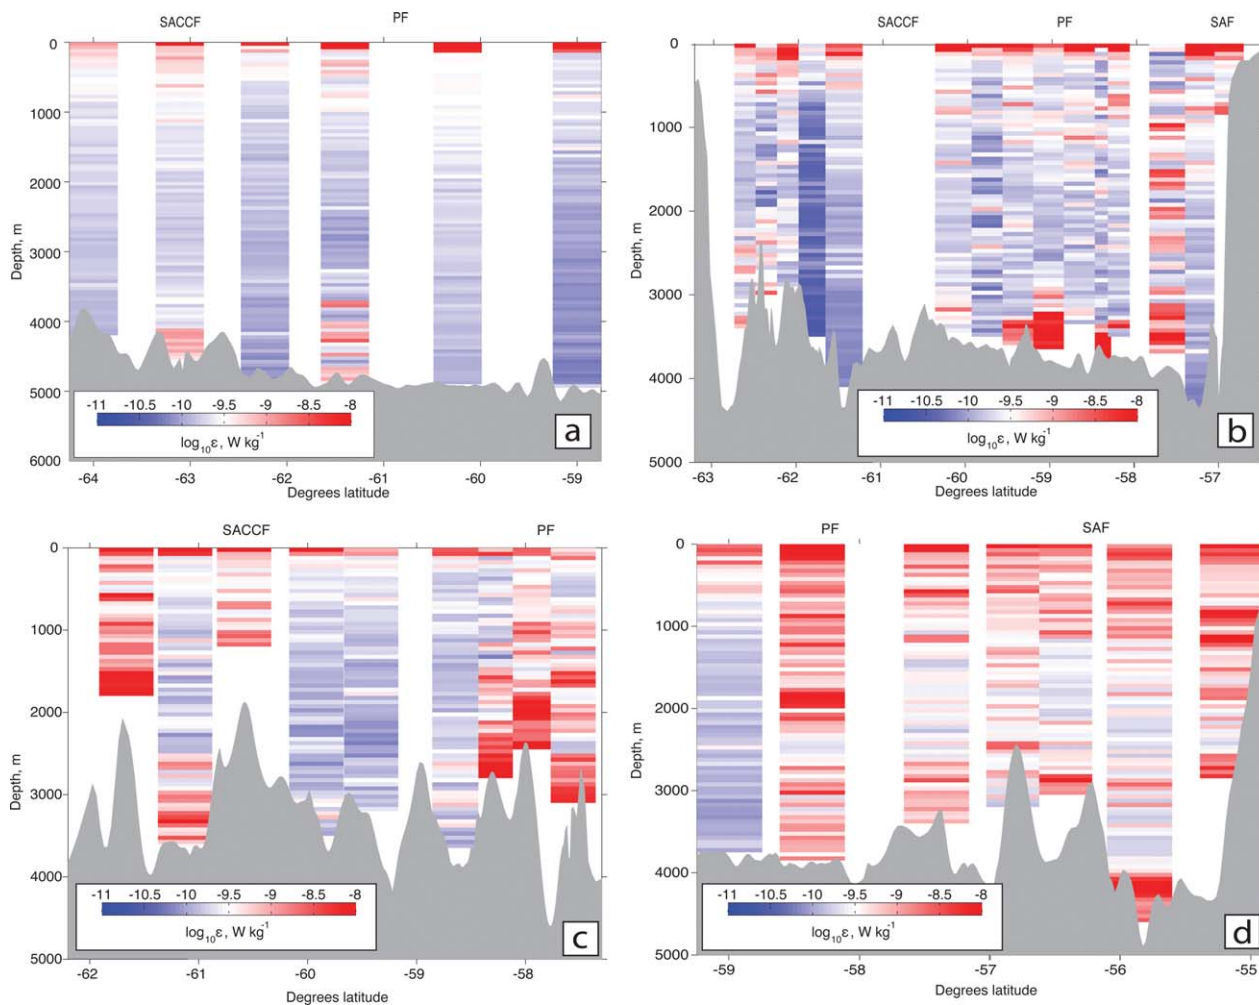 SACCF PF
0
1000
2000
3000
4000
5000
6000
Depth, m
-11 -10.5 -10 -9.5 -9 -8.5 -8
log₁₀ε, W kg⁻¹
a
-64 -63 -62 -61 -60 -59
Degrees latitude
SACCF PF SAF
0
1000
2000
3000
4000
5000
Depth, m
-11 -10.5 -10 -9.5 -9 -8.5 -8
log₁₀ε, W kg⁻¹
b
-63 -62 -61 -60 -59 -58 -57
Degrees latitude
SACCF PF
0
1000
2000
3000
4000
5000
Depth, m
-11 -10.5 -10 -9.5 -9 -8.5 -8
log₁₀ε, W kg⁻¹
c
-62 -61 -60 -59 -58
Degrees latitude
PF SAF
0
1000
2000
3000
4000
5000
Depth, m
-11 -10.5 -10 -9.5 -9 -8.5 -8
log₁₀ε, W kg⁻¹
d
-59 -58 -57 -56 -55
Degrees latitude